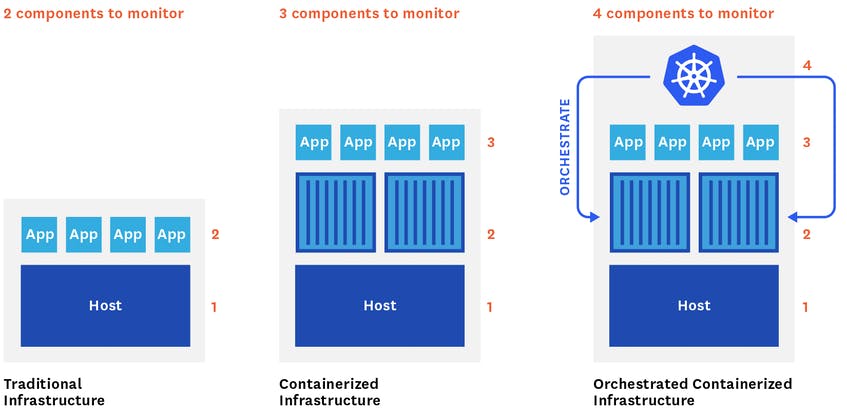 2 components to monitor
3 components to monitor
4 components to monitor
App App App App 2
Host 1
Traditional
Infrastructure
App App App App 3
2
Host 1
Containerized
Infrastructure
4
ORCHESTRATE
App App App App 3
2
Host 1
Orchestrated Containerized
Infrastructure